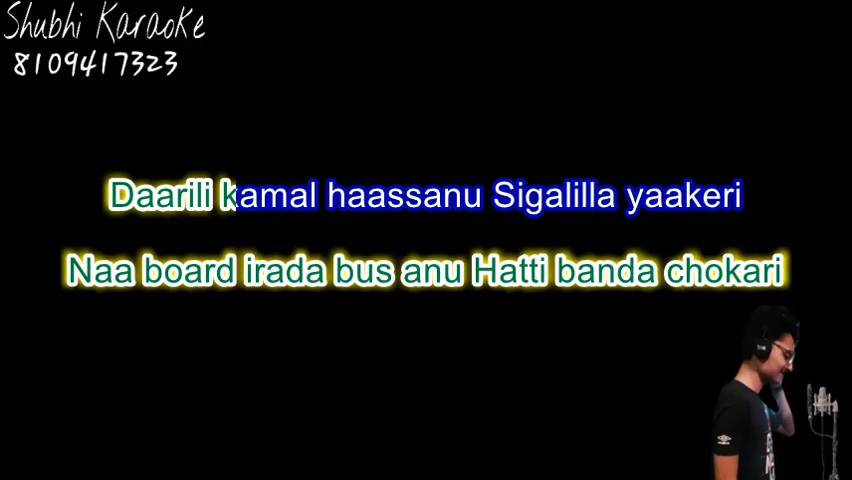 Shubhi Karaoke
8109417323
Daarili kamal haassanu Sigalilla yaakeri
Naa board irada bus anu Hatti banda chokari